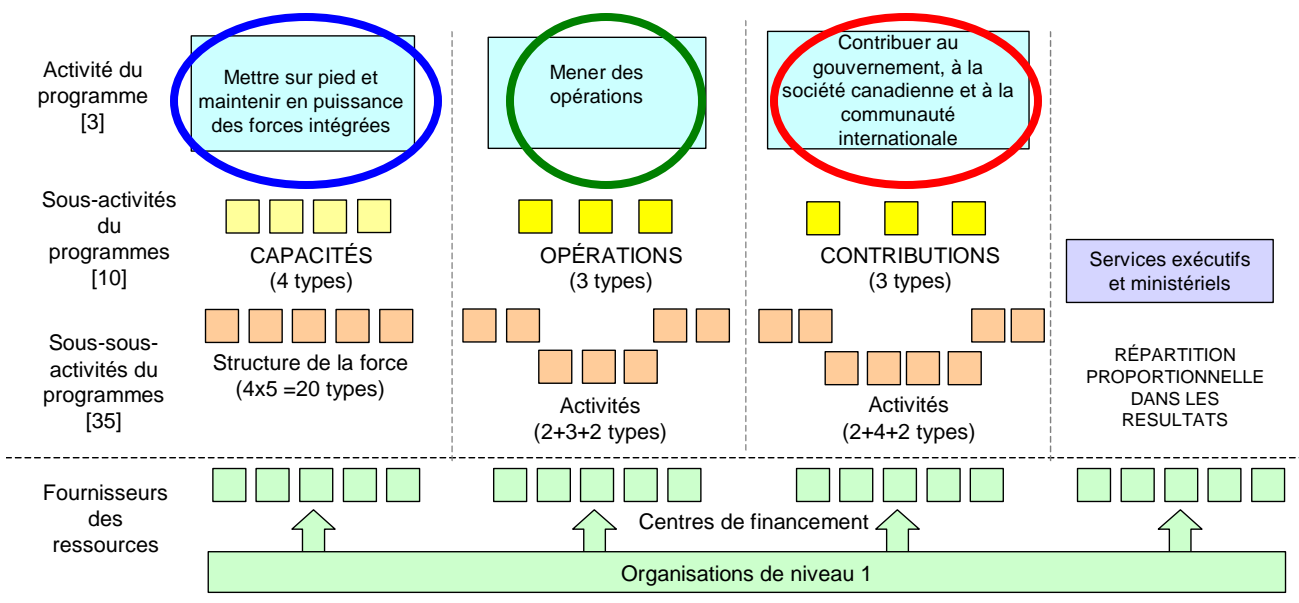 Activité du
programme
[3]
Mettre sur pied et
maintenir en puissance
des forces intégrées
Mener des
opérations
Contribuer au
gouvernement, à la
société canadienne et à la
communauté
internationale
Sous-activités
du
programmes
[10]
CAPACITÉS
(4 types)
OPÉRATIONS
(3 types)
CONTRIBUTIONS
(3 types)
Services exécutifs
et ministériels
Sous-sous-
activités du
programmes
[35]
Structure de la force
(4x5 =20 types)
Activités
(2+3+2 types)
Activités
(2+4+2 types)
RÉPARTITION
PROPORTIONNELLE
DANS LES
RESULTATS
Fournisseurs
des
ressources
Centres de financement
Organisations de niveau 1